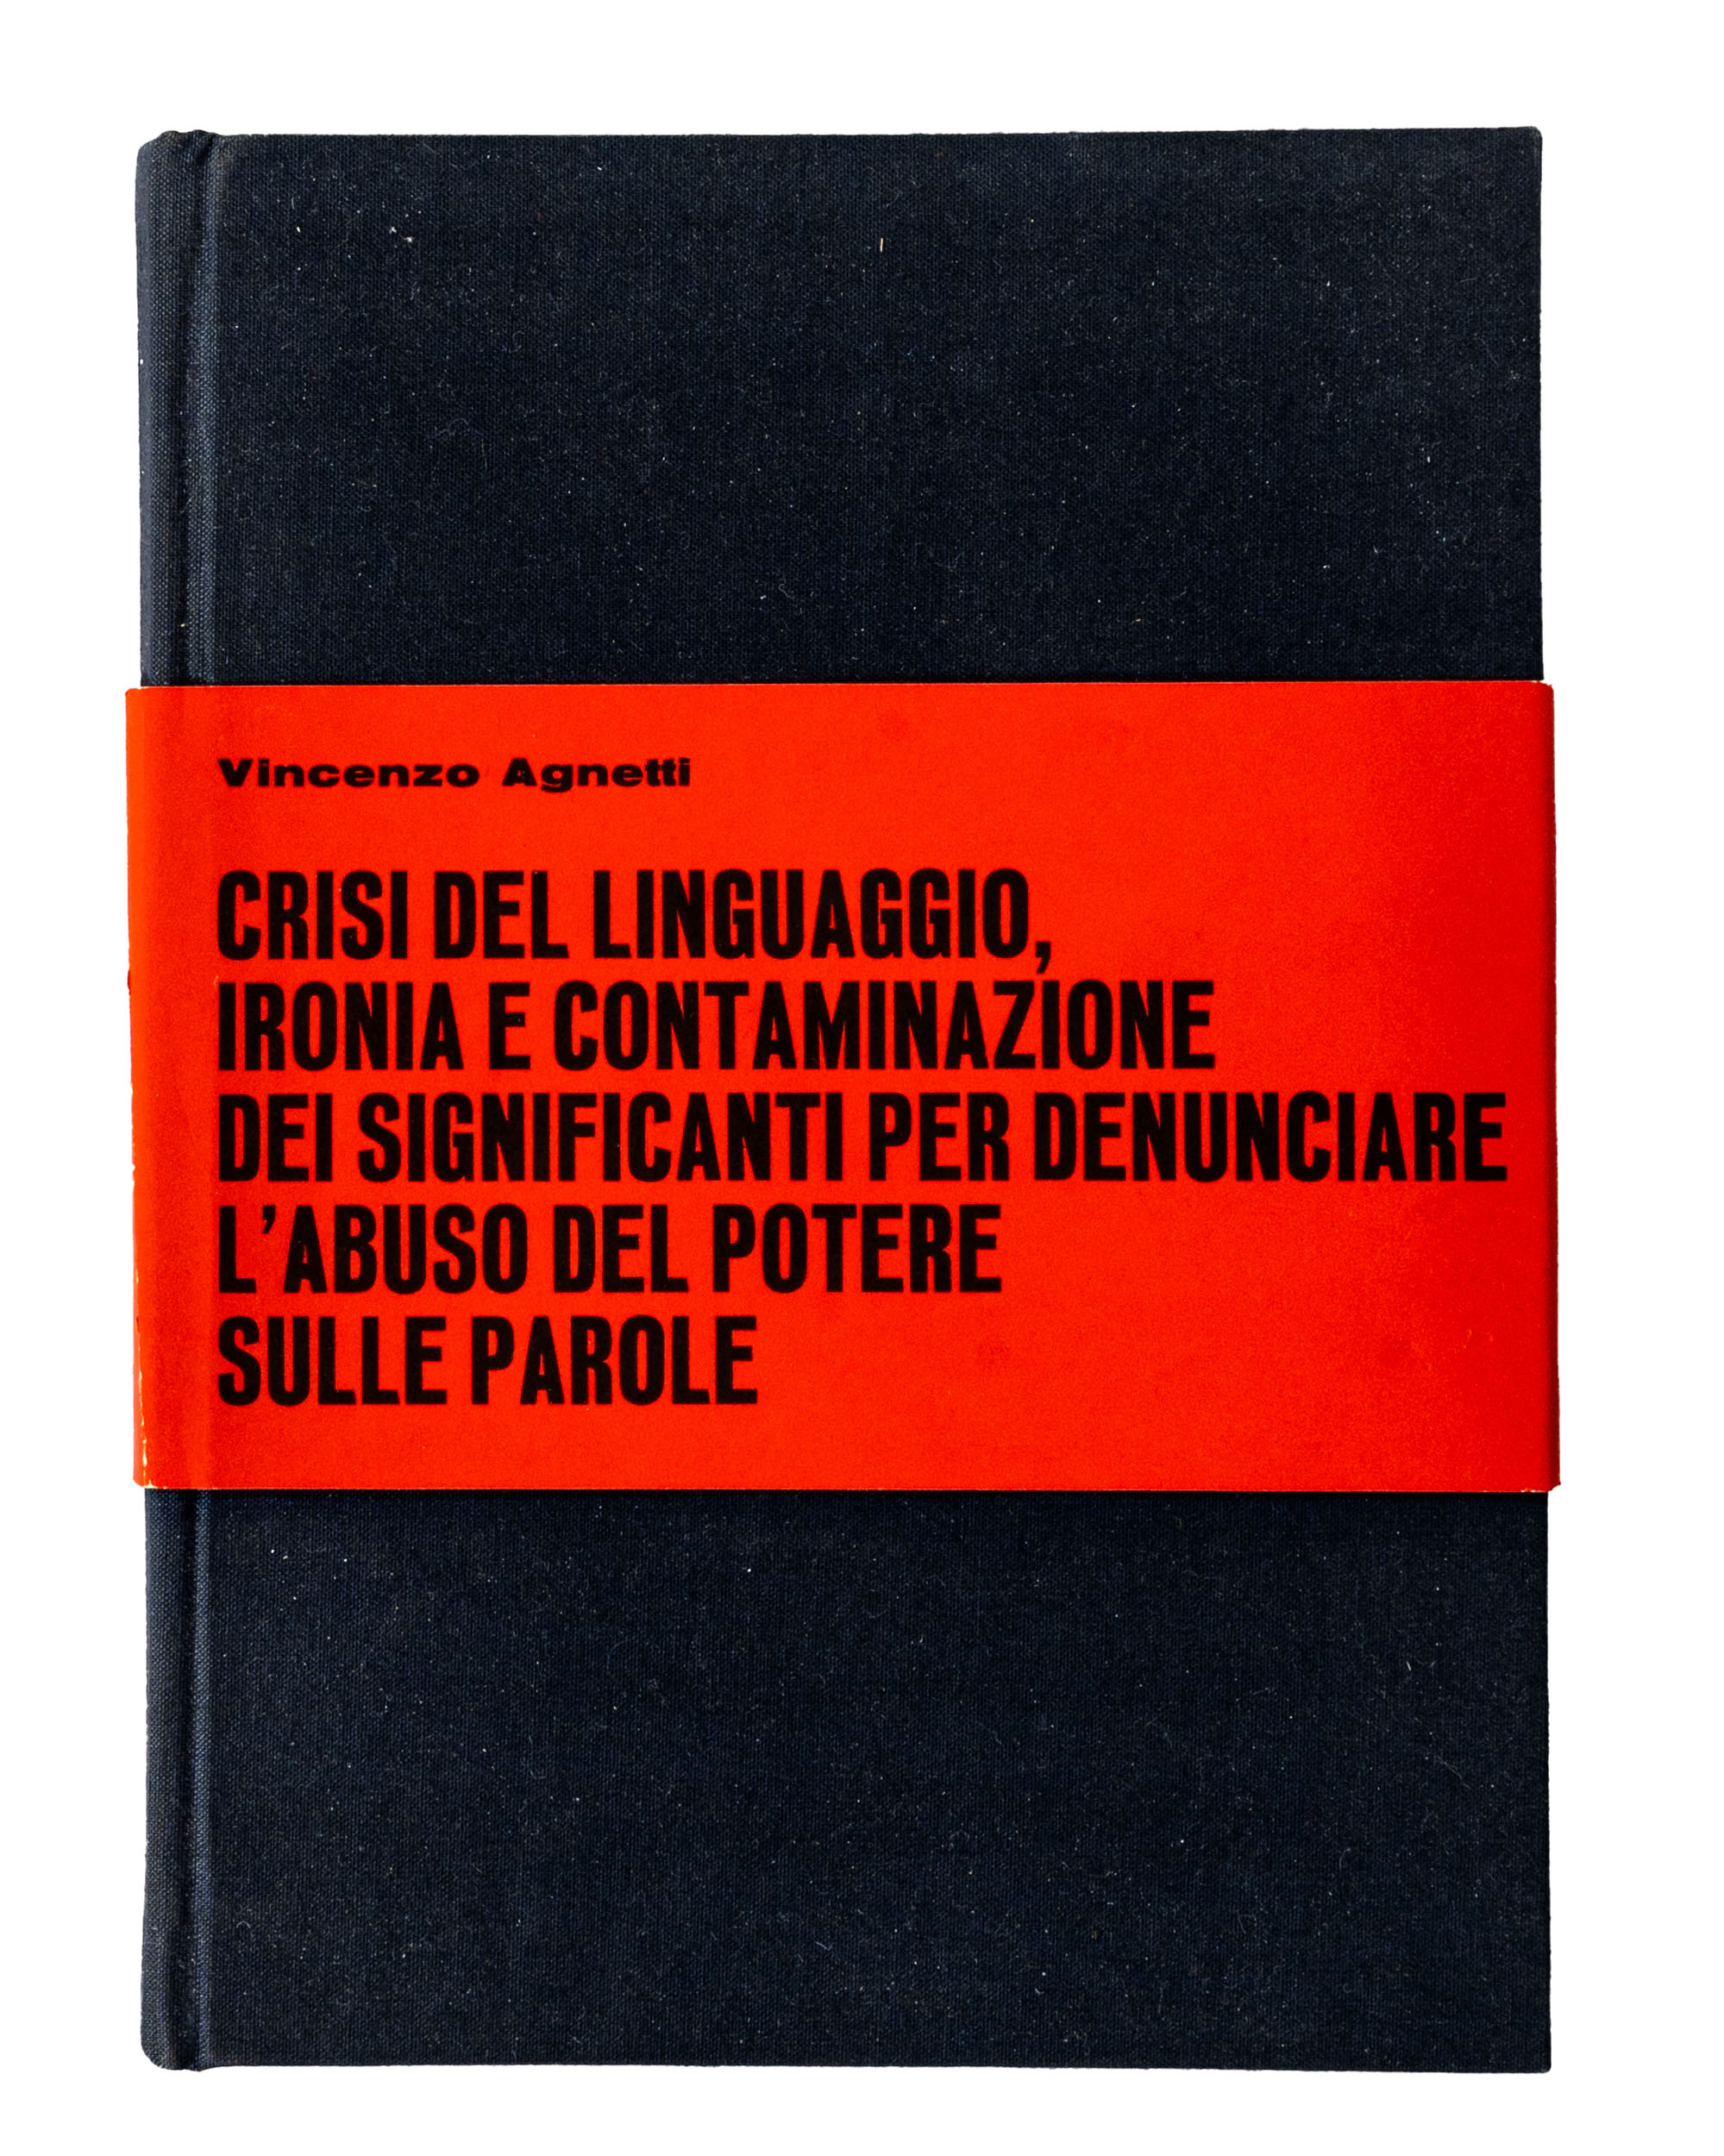 Vincenzo Agnetti
CRISI DEL LINGUAGGIO,
IRONIA E CONTAMINAZIONE
DEI SIGNIFICANTI PER DENUNCIARE
L'ABUSO DEL POTERE
SULLE PAROLE